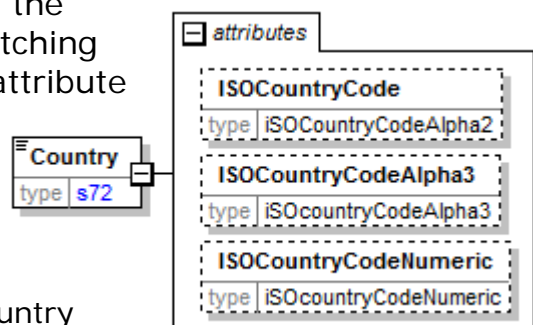 the
tching
attribute
attributes
ISOCountryCode
type iSOCountryCodeAlpha2
Country
type s72
ISOCountryCodeAlpha3
type iSOcountryCodeAlpha3
ISOCountryCodeNumeric
type iSOcountryCodeNumeric
untry